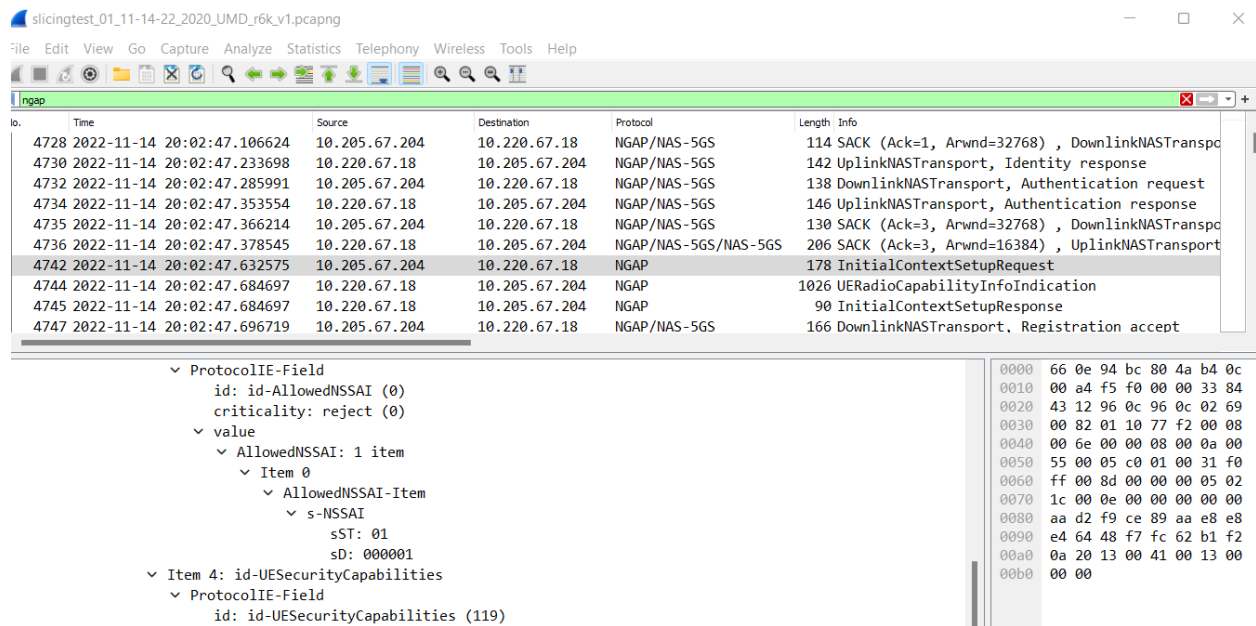 slicingtest_01_11-14-22_2020_UMD_r6k_v1.pcapng
File Edit View Go Capture Analyze Statistics Telephony Wireless Tools Help
ngap
No. Time Source Destination Protocol Length Info
4728 2022-11-14 20:02:47.106624 10.205.67.204 10.220.67.18 NGAP/NAS-5GS 114 SACK (Ack=1, Arwnd=32768) , DownlinkNASTranspo
4730 2022-11-14 20:02:47.233698 10.220.67.18 10.205.67.204 NGAP/NAS-5GS 142 UplinkNASTransport, Identity response
4732 2022-11-14 20:02:47.285991 10.205.67.204 10.220.67.18 NGAP/NAS-5GS 138 DownlinkNASTransport, Authentication request
4734 2022-11-14 20:02:47.353554 10.220.67.18 10.205.67.204 NGAP/NAS-5GS 146 UplinkNASTransport, Authentication response
4735 2022-11-14 20:02:47.366214 10.205.67.204 10.220.67.18 NGAP/NAS-5GS 130 SACK (Ack=3, Arwnd=32768) , DownlinkNASTranspo
4736 2022-11-14 20:02:47.378545 10.220.67.18 10.205.67.204 NGAP/NAS-5GS/NAS-5GS 206 SACK (Ack=3, Arwnd=16384) , UplinkNASTransport
4742 2022-11-14 20:02:47.632575 10.205.67.204 10.220.67.18 NGAP 178 InitialContextSetupRequest
4744 2022-11-14 20:02:47.684697 10.220.67.18 10.205.67.204 NGAP 1026 UERadioCapabilityInfoIndication
4745 2022-11-14 20:02:47.684697 10.220.67.18 10.205.67.204 NGAP 90 InitialContextSetupResponse
4747 2022-11-14 20:02:47.696719 10.205.67.204 10.220.67.18 NGAP/NAS-5GS 166 DownlinkNASTransport, Registration accept
ProtocolIE-Field
id: id-AllowedNSSAI (0)
criticality: reject (0)
value
AllowedNSSAI: 1 item
Item 0
AllowedNSSAI-Item
s-NSSAI
sST: 01
sD: 000001
Item 4: id-UESecurityCapabilities
ProtocolIE-Field
id: id-UESecurityCapabilities (119)
0000 66 0e 94 bc 80 4a b4 0c
0010 00 a4 f5 f0 00 00 33 84
0020 43 12 96 0c 96 0c 02 69
0030 00 82 01 10 77 f2 00 08
0040 00 6e 00 00 08 00 0a 00
0050 55 00 05 c0 01 00 31 f0
0060 ff 00 8d 00 00 00 05 02
0070 1c 00 0e 00 00 00 00 00
0080 aa d2 f9 ce 89 aa e8 e8
0090 e4 64 48 f7 fc 62 b1 f2
00a0 0a 20 13 00 41 00 13 00
00b0 00 00